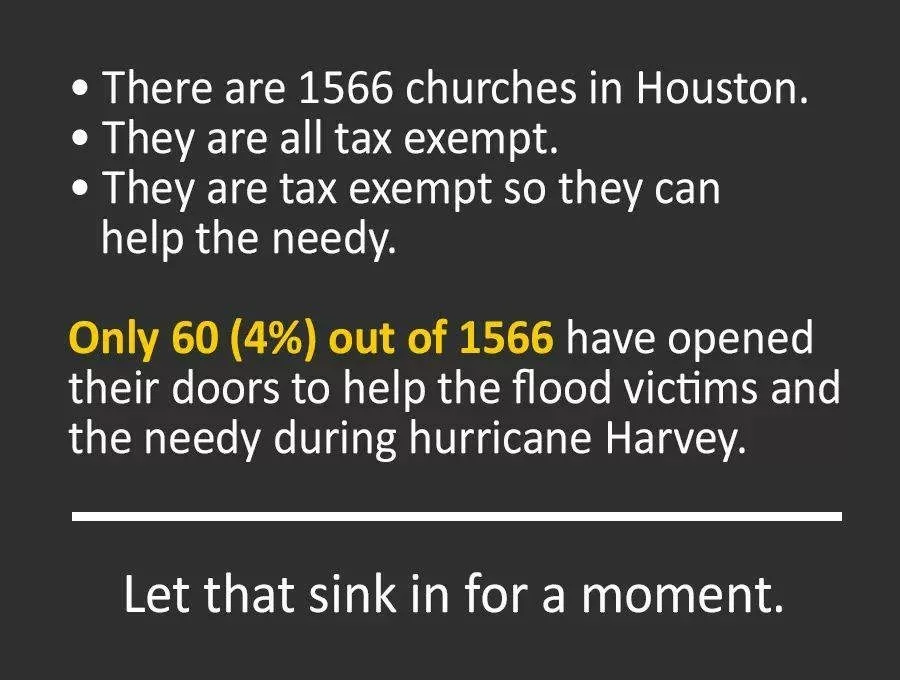 • There are 1566 churches in Houston.
• They are all tax exempt.
• They are tax exempt so they can
help the needy.
Only 60 (4%) out of 1566 have opened
their doors to help the flood victims and
the needy during hurricane Harvey.
Let that sink in for a moment.